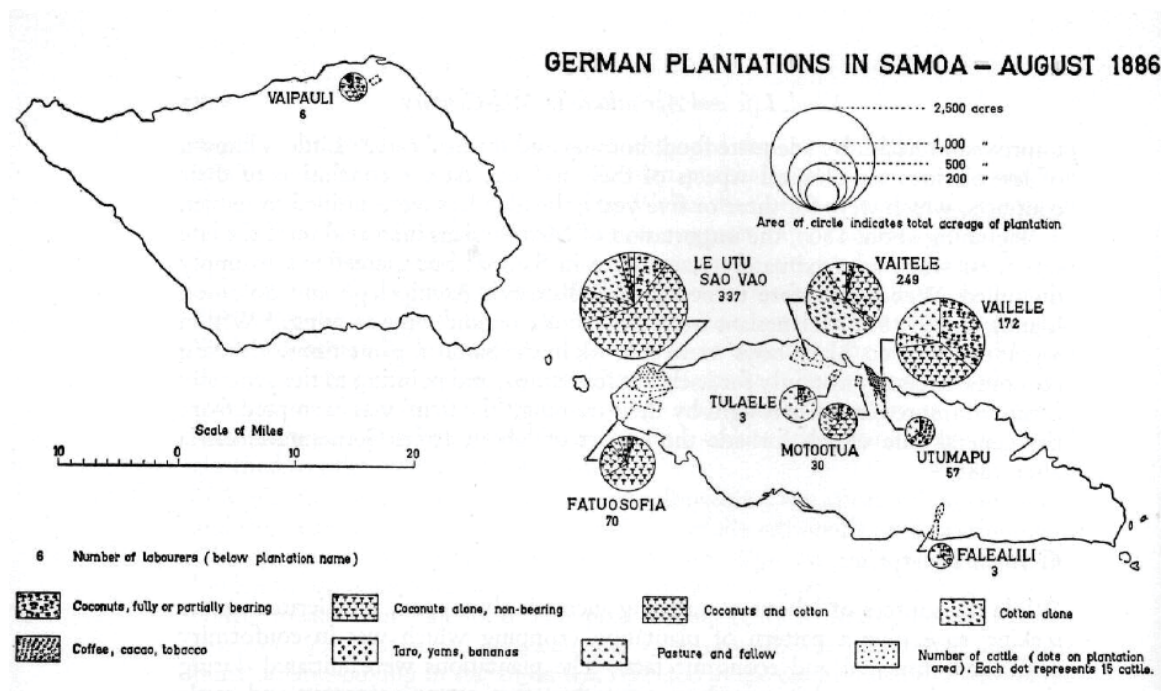 GERMAN PLANTATIONS IN SAMOA – AUGUST 1886
VAIPAULI
6
2,500 acres
1,000 "
500 "
200 "
Area of circle indicates total acreage of plantation
LE UTU
SAO VAO
337
VAITELE
249
VAILELE
172
TULAELE
3
MOTOOTUA
30
UTUMAPU
57
FATUOSOFIA
70
FALEALILI
3
Scale of Miles
10 0 10 20
6 Number of labourers (below plantation name)
Coconuts, fully or partially bearing
Coconuts alone, non-bearing
Coconuts and cotton
Cotton alone
Coffee, cacao, tobacco
Taro, yams, bananas
Pasture and fallow
Number of cattle (dots on plantation
area). Each dot represents 15 cattle.